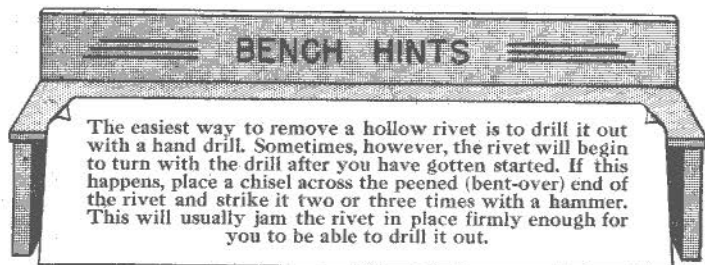 BENCH HINTS
The easiest way to remove a hollow rivet is to drill it out
with a hand drill. Sometimes, however, the rivet will begin
to turn with the drill after you have gotten started. If this
happens, place a chisel across the peened (bent-over) end of
the rivet and strike it two or three times with a hammer.
This will usually jam the rivet in place firmly enough for
you to be able to drill it out.